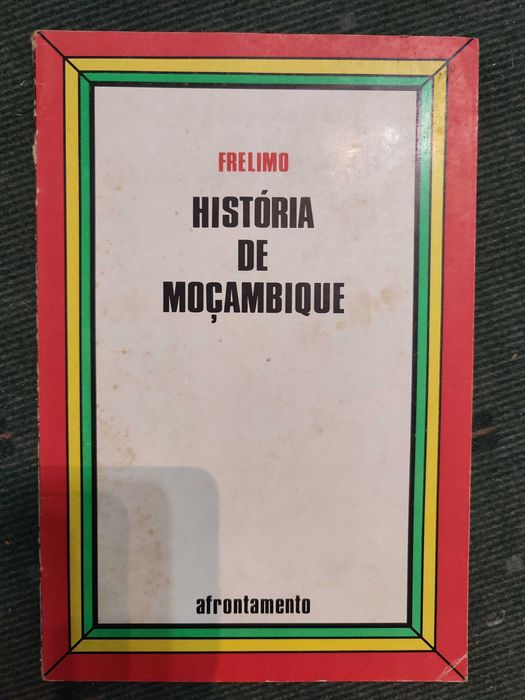 FRELIMO
HISTÓRIA
DE
MOÇAMBIQUE
afrontamento